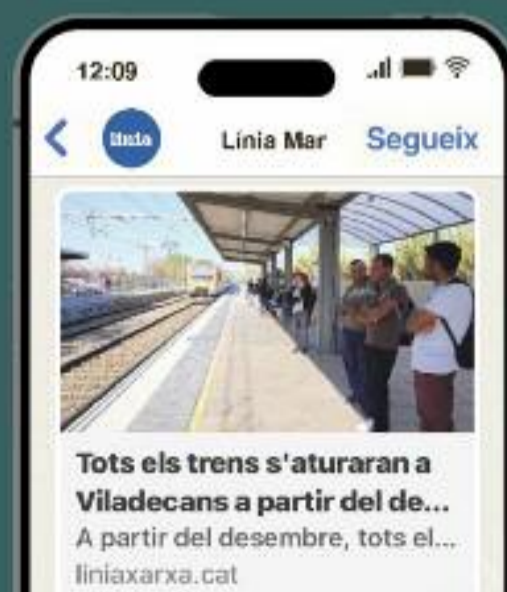 12:09
línia
Línia Mar
Segueix
Tots els trens s'aturaran a
Viladecans a partir del de...
A partir del desembre, tots el...
liniaxarxa.cat